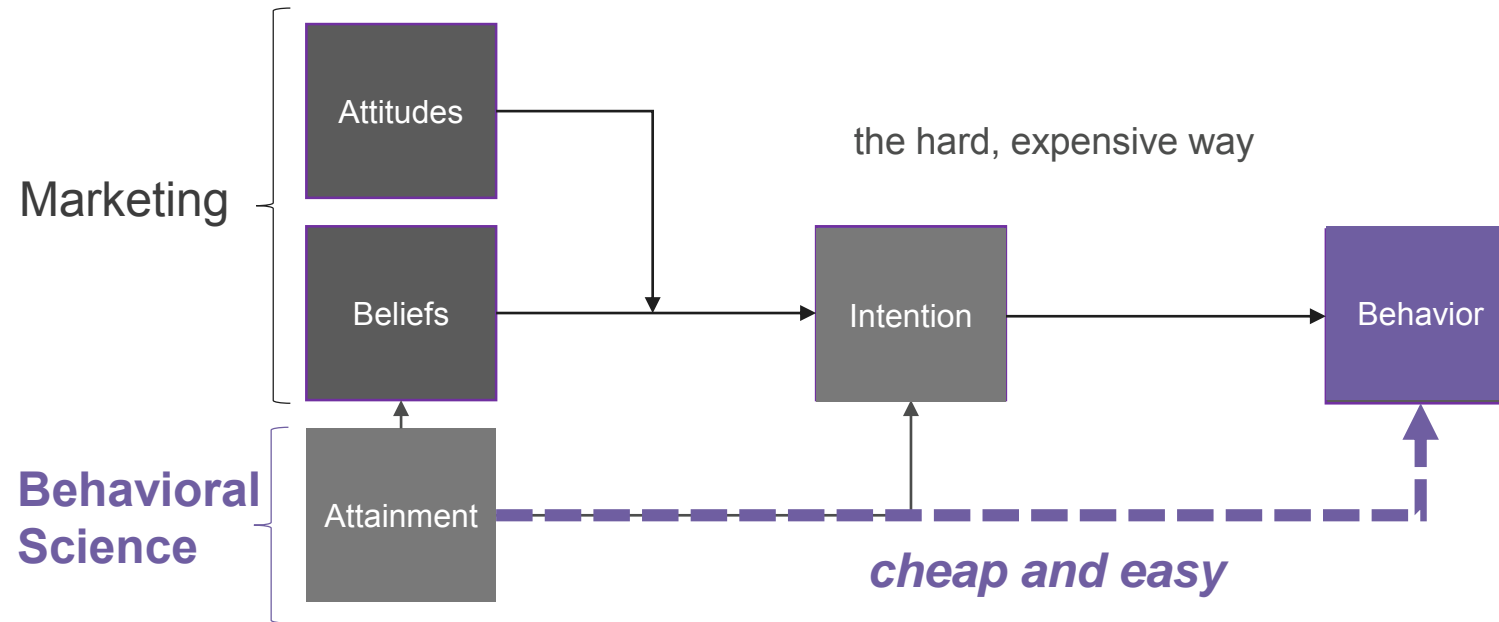 Attitudes
the hard, expensive way
Marketing
Beliefs
Intention
Behavior
Behavioral
Science
Attainment
cheap and easy